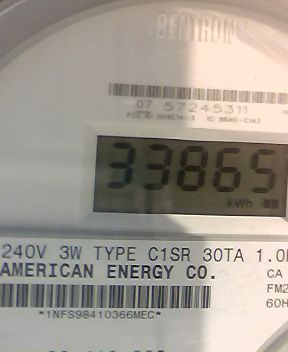 CENTRON®
07 57245311
33865
kWh
240V 3W TYPE C1SR 30TA 1.0
AMERICAN ENERGY CO.
CA
FM2
60H
*1NFS98410366MEC*